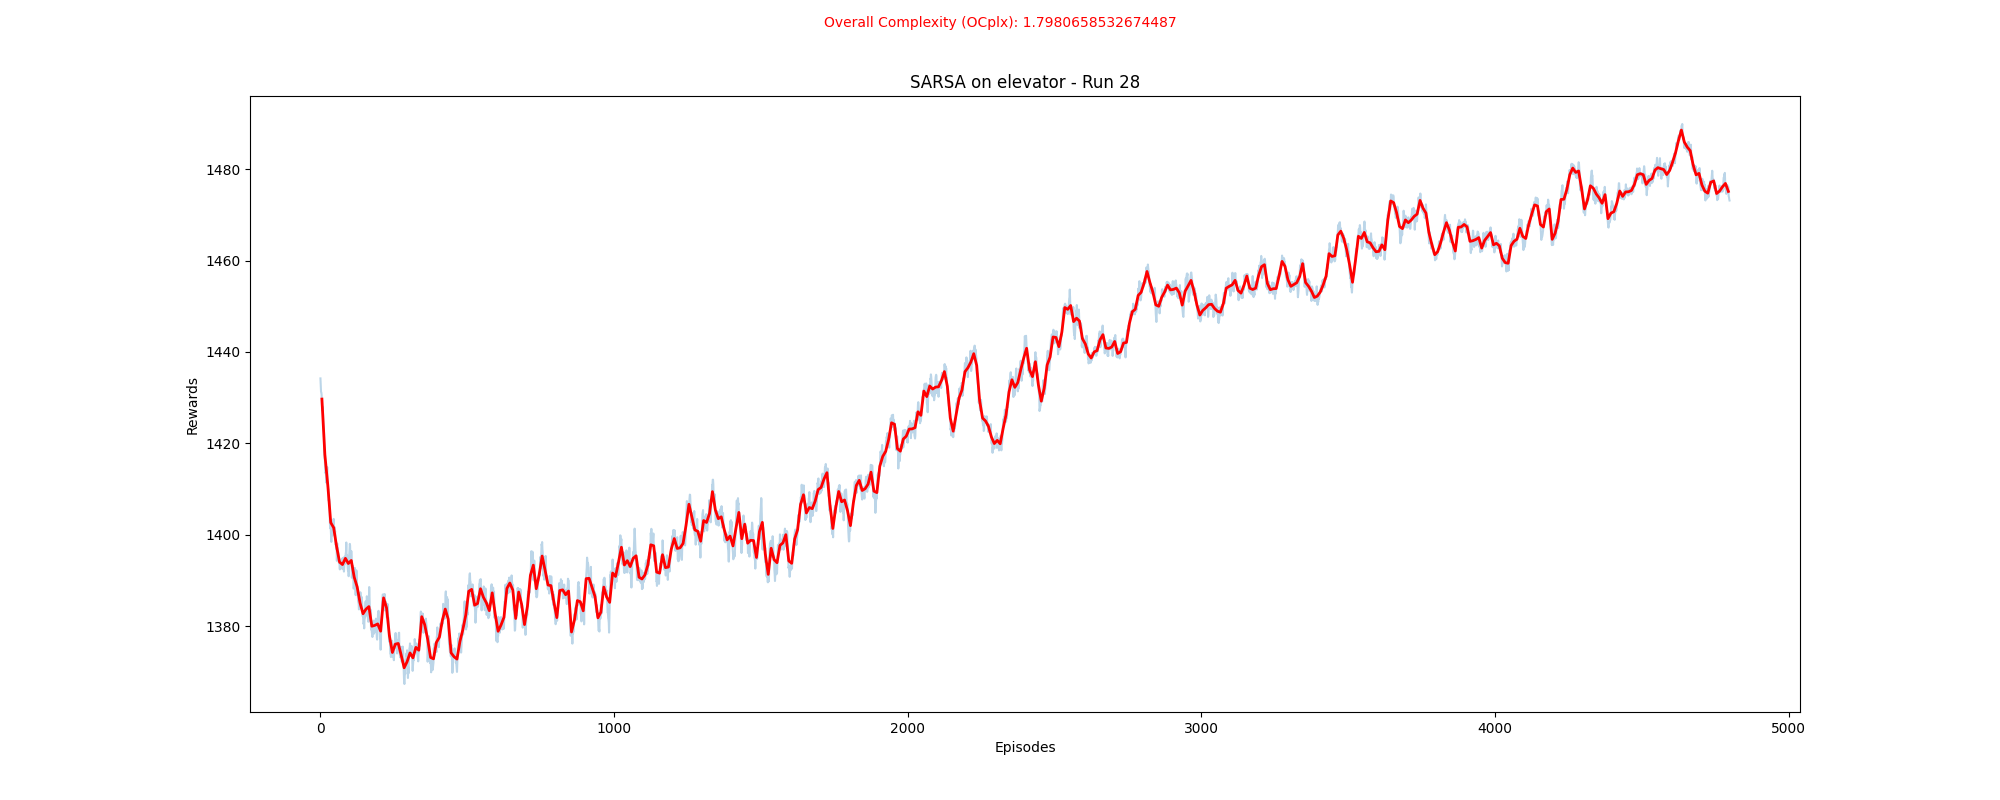 Overall Complexity (OCplx): 1.7980658532674487
SARSA on elevator - Run 28
1480
1460
1440
1420
1400
1380
Rewards
0 1000 2000 3000 4000 5000
Episodes